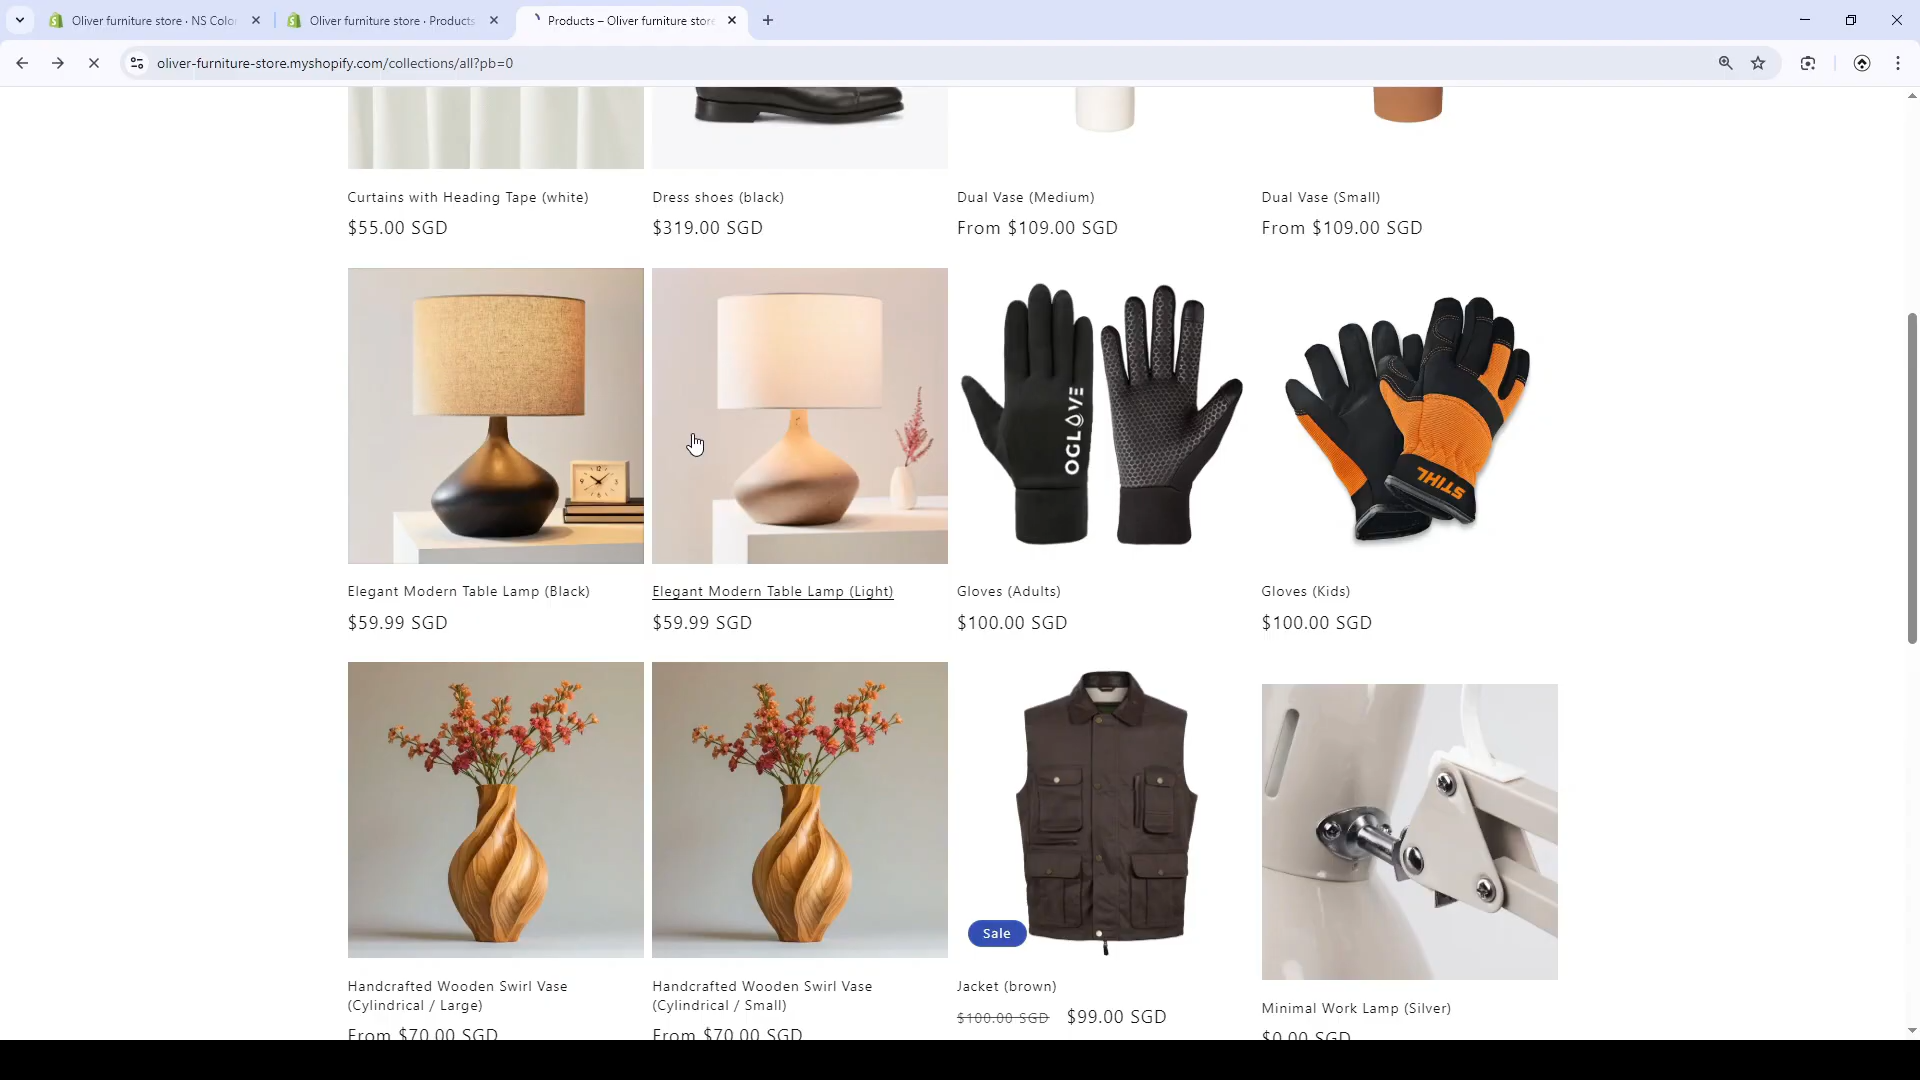 Oliver furniture store · NS Color
Oliver furniture store · Products
Products – Oliver furniture store
oliver-furniture-store.myshopify.com/collections/all?pb=0
Curtains with Heading Tape (white)
Dress shoes (black)
Dual Vase (Medium)
Dual Vase (Small)
$55.00 SGD
$319.00 SGD
From $109.00 SGD
From $109.00 SGD
OGLOVE
STIHL
Elegant Modern Table Lamp (Black)
Elegant Modern Table Lamp (Light)
Gloves (Adults)
Gloves (Kids)
$59.99 SGD
$59.99 SGD
$100.00 SGD
$100.00 SGD
Sale
Handcrafted Wooden Swirl Vase
(Cylindrical / Large)
Handcrafted Wooden Swirl Vase
(Cylindrical / Small)
Jacket (brown)
Minimal Work Lamp (Silver)
From $70.00 SGD
From $70.00 SGD
$100.00 SGD $99.00 SGD
$0.00 SGD